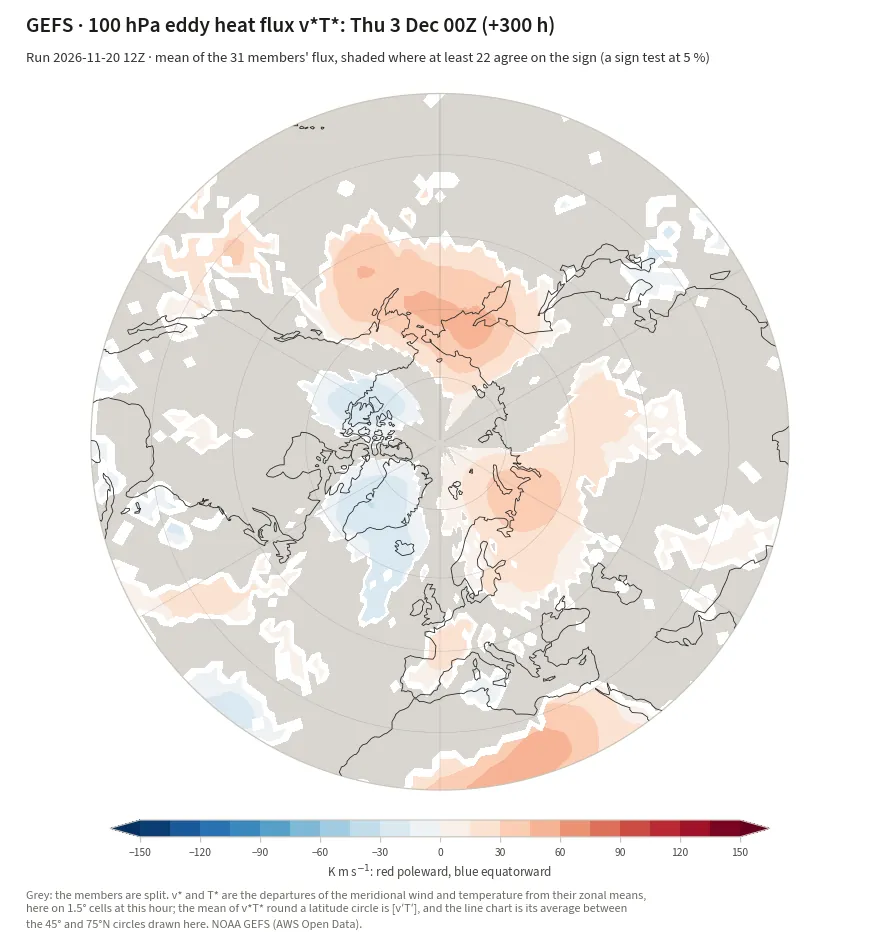 GEFS · 100 hPa eddy heat flux v*T*: Thu 3 Dec 00Z (+300 h)
Run 2026-11-20 12Z · mean of the 31 members' flux, shaded where at least 22 agree on the sign (a sign test at 5 %)
−150 −120 −90 −60 −30 0 30 60 90 120 150
K m s⁻¹: red poleward, blue equatorward
Grey: the members are split. v* and T* are the departures of the meridional wind and temperature from their zonal means,
here on 1.5° cells at this hour; the mean of v*T* round a latitude circle is [v′T′], and the line chart is its average between
the 45° and 75°N circles drawn here. NOAA GEFS (AWS Open Data).